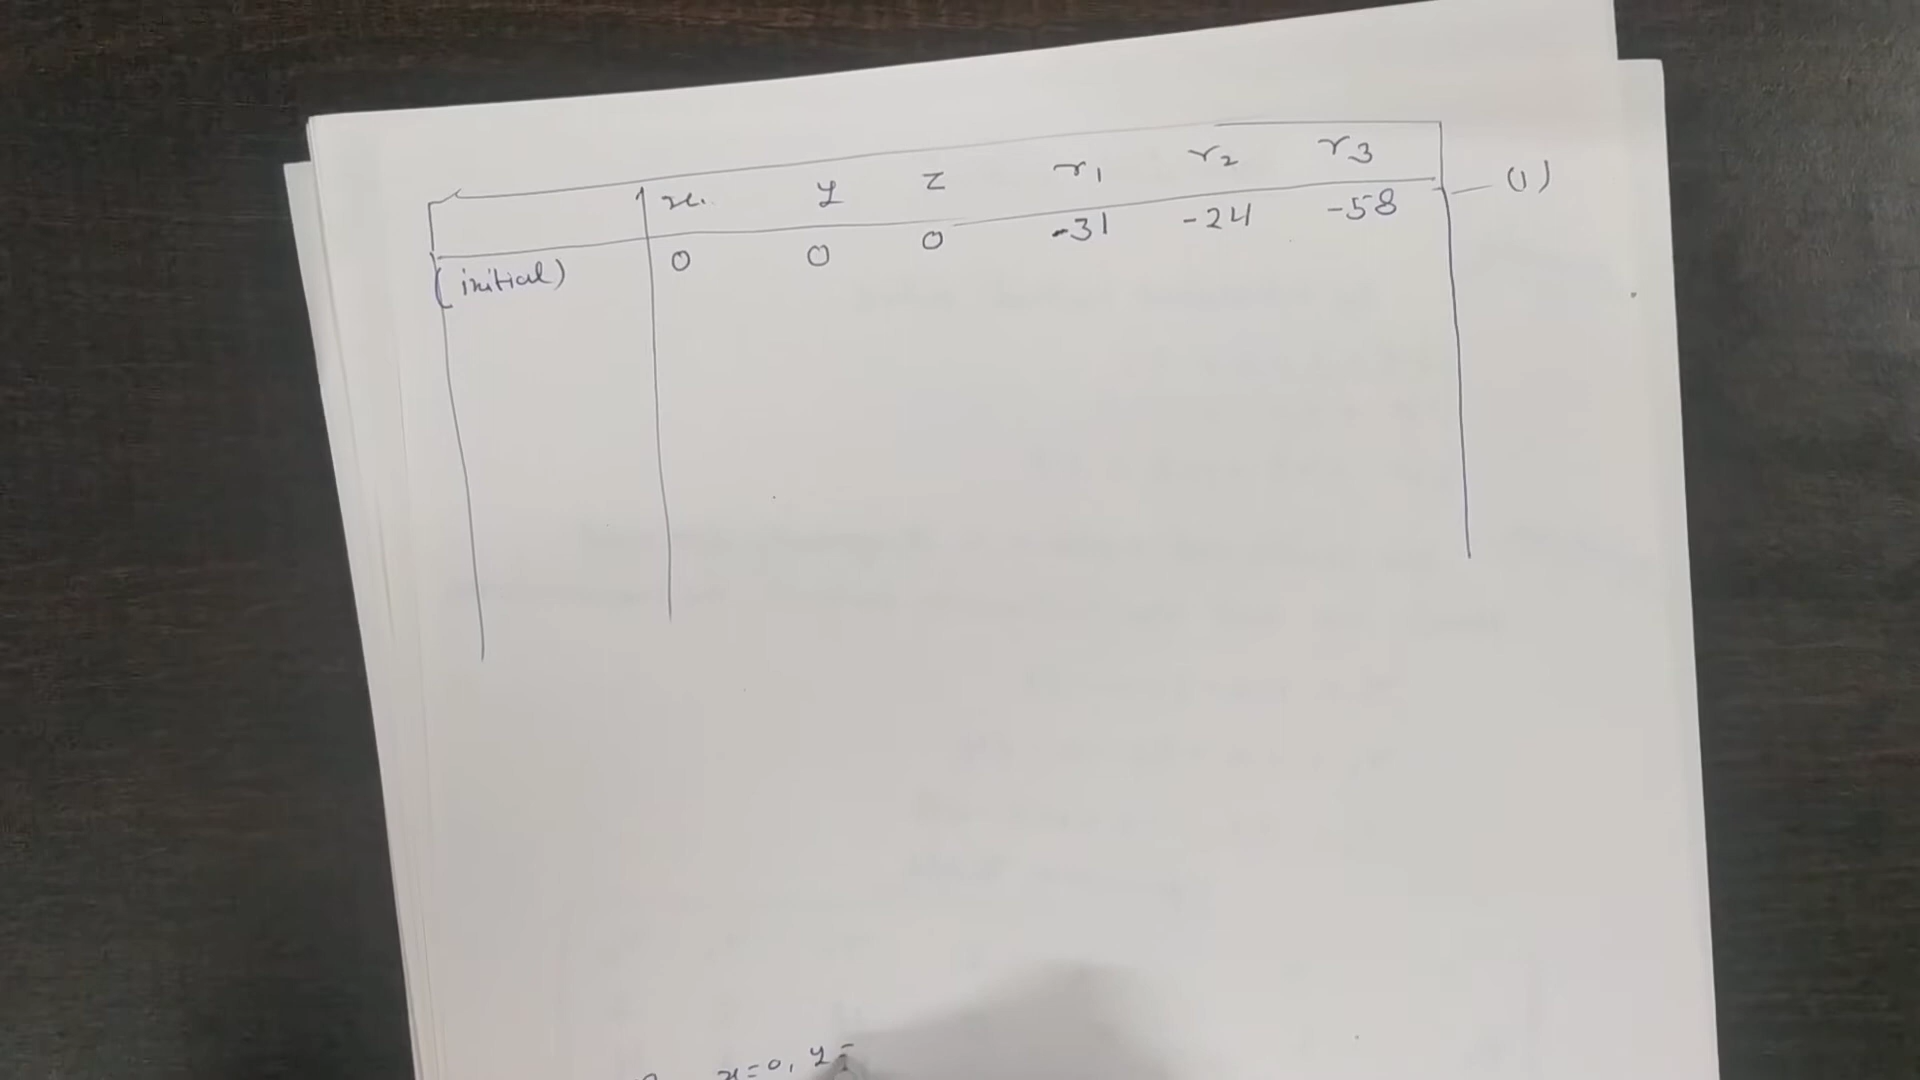 x y z r1 r2 r3
(initial) 0 0 0 -31 -24 -58 (1)
x=0, y=